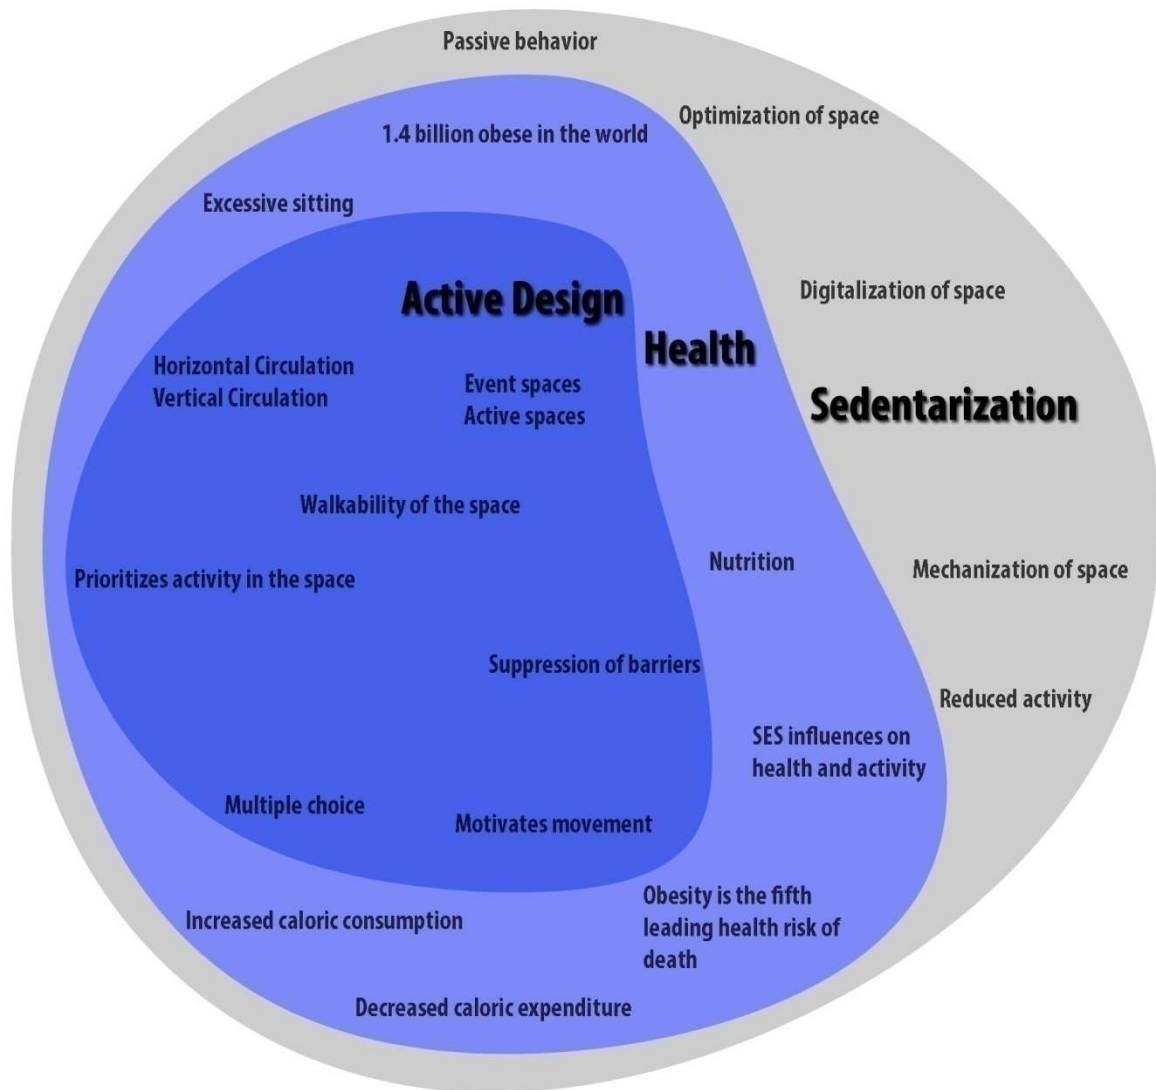 Passive behavior
Optimization of space
1.4 billion obese in the world
Excessive sitting
Active Design
Digitalization of space
Health
Horizontal Circulation
Vertical Circulation
Event spaces
Active spaces
Sedentarization
Walkability of the space
Nutrition
Mechanization of space
Prioritizes activity in the space
Suppression of barriers
Reduced activity
SES influences on
health and activity
Multiple choice
Motivates movement
Increased caloric consumption
Obesity is the fifth
leading health risk of
death
Decreased caloric expenditure